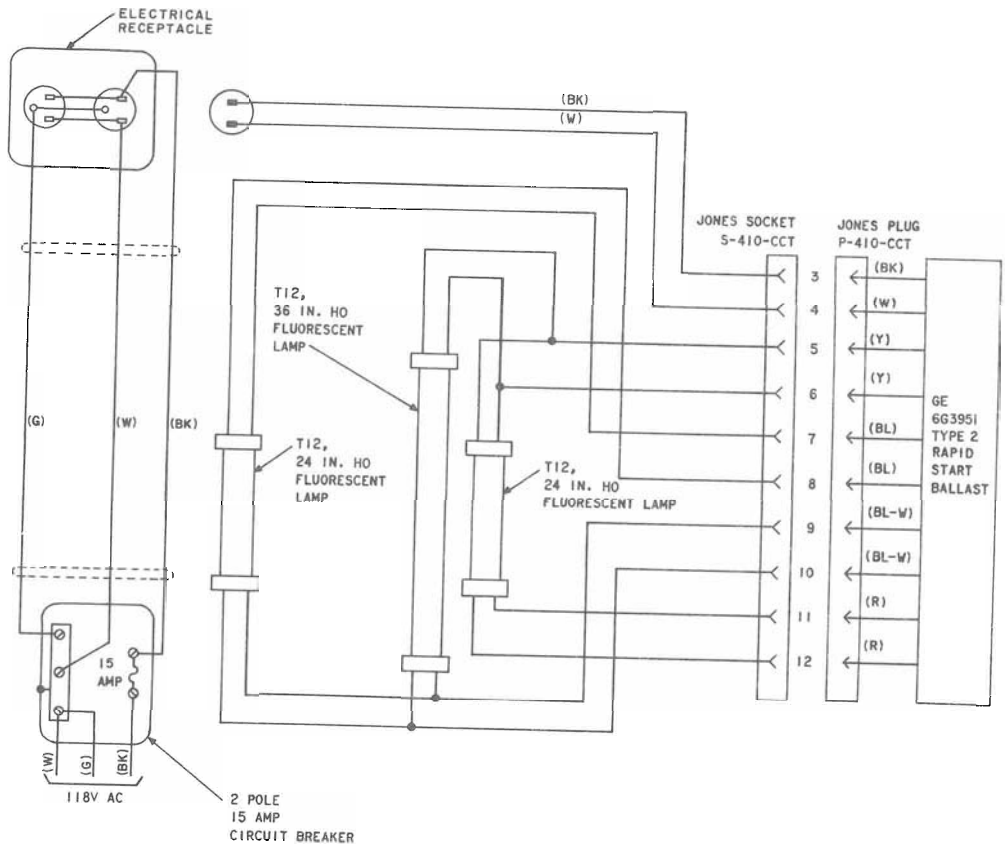 ELECTRICAL
RECEPTACLE
(BK)
(W)
JONES SOCKET
S-410-CCT
JONES PLUG
P-410-CCT
3
(BK)
4
(W)
5
(Y)
6
(Y)
7
(BL)
8
(BL)
9
(BL-W)
10
(BL-W)
11
(R)
12
(R)
GE
6G3951
TYPE 2
RAPID
START
BALLAST
T12,
36 IN. HO
FLUORESCENT
LAMP
(G)
(W)
(BK)
T12,
24 IN. HO
FLUORESCENT
LAMP
T12,
24 IN. HO
FLUORESCENT LAMP
15
AMP
(W)
(G)
(BK)
118V AC
2 POLE
15 AMP
CIRCUIT BREAKER